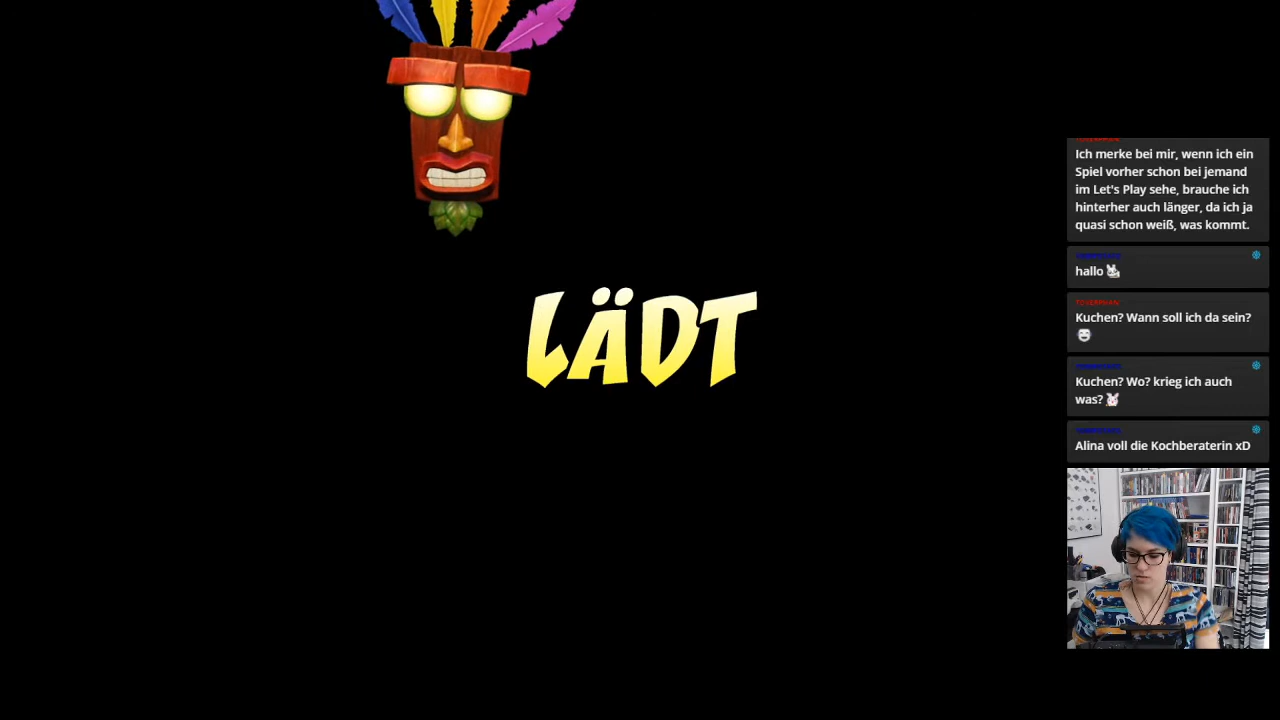 LÄDT
Ich merke bei mir, wenn ich ein
Spiel vorher schon bei jemand
im Let's Play sehe, brauche ich
hinterher auch länger, da ich ja
quasi schon weiß, was kommt.
hallo
Kuchen? Wann soll ich da sein?
Kuchen? Wo? krieg ich auch
was?
Alina voll die Kochberaterin xD